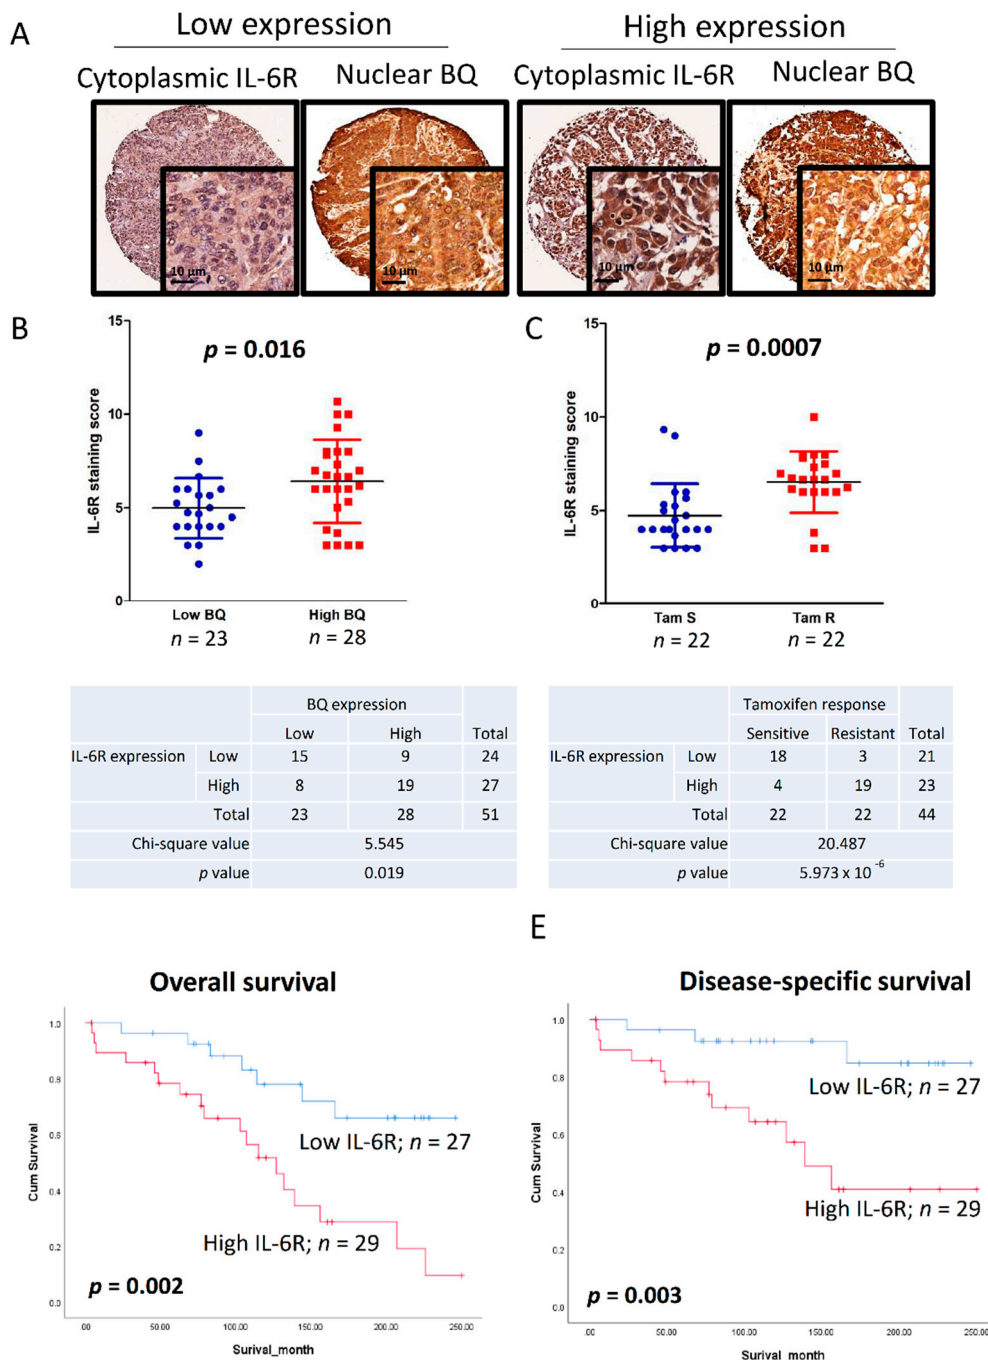 A
Low expression
High expression
Cytoplasmic IL-6R
Nuclear BQ
Cytoplasmic IL-6R
Nuclear BQ
10 µm
10 µm
10 µm
10 µm
B
15
10
5
0
IL-6R staining score
p = 0.016
Low BQ
High BQ
n = 23
n = 28
C
15
10
5
0
IL-6R staining score
p = 0.0007
Tam S
Tam R
n = 22
n = 22
BQ expression
Low High Total
IL-6R expression Low 15 9 24
High 8 19 27
Total 23 28 51
Chi-square value 5.545
p value 0.019
Tamoxifen response
Sensitive Resistant Total
IL-6R expression Low 18 3 21
High 4 19 23
Total 22 22 44
Chi-square value 20.487
p value 5.973 x 10 -6
Overall survival
1.0
0.8
0.6
0.4
0.2
0.0
Cum Survival
Low IL-6R; n = 27
High IL-6R; n = 29
p = 0.002
.00 50.00 100.00 150.00 200.00 250.00
Surival_month
E
Disease-specific survival
1.0
0.8
0.6
0.4
0.2
0.0
Cum Survival
Low IL-6R; n = 27
High IL-6R; n = 29
p = 0.003
.00 50.00 100.00 150.00 200.00 250.00
Surival_month